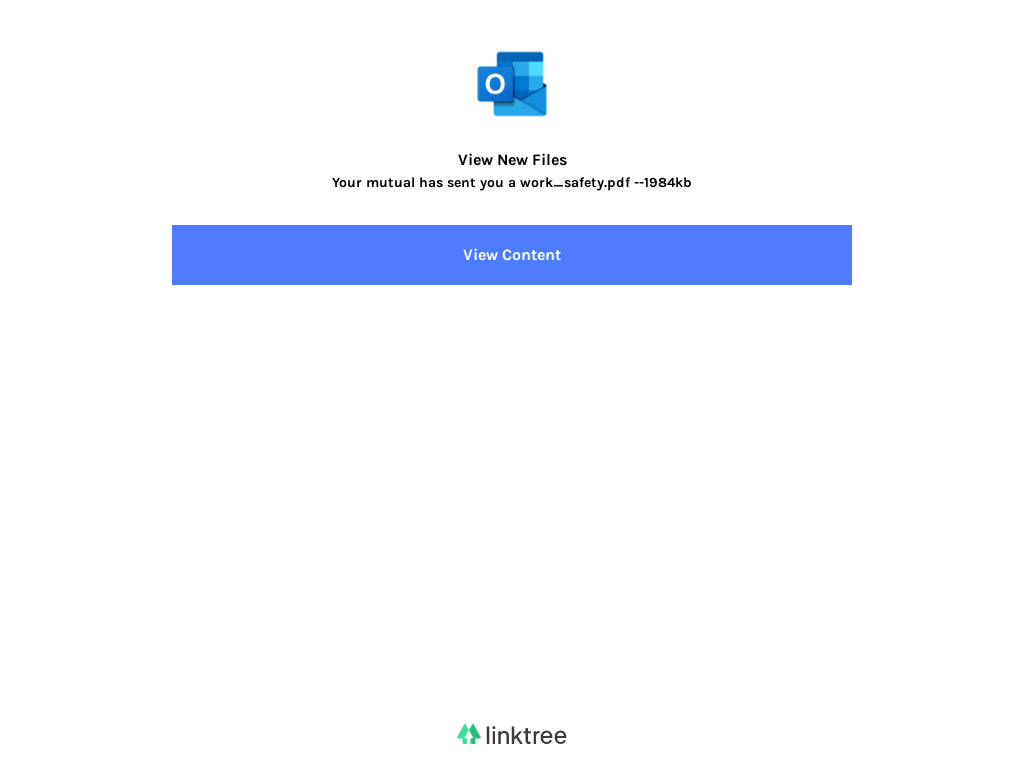 O
View New Files
Your mutual has sent you a work_safety.pdf --1984kb
View Content
linktree